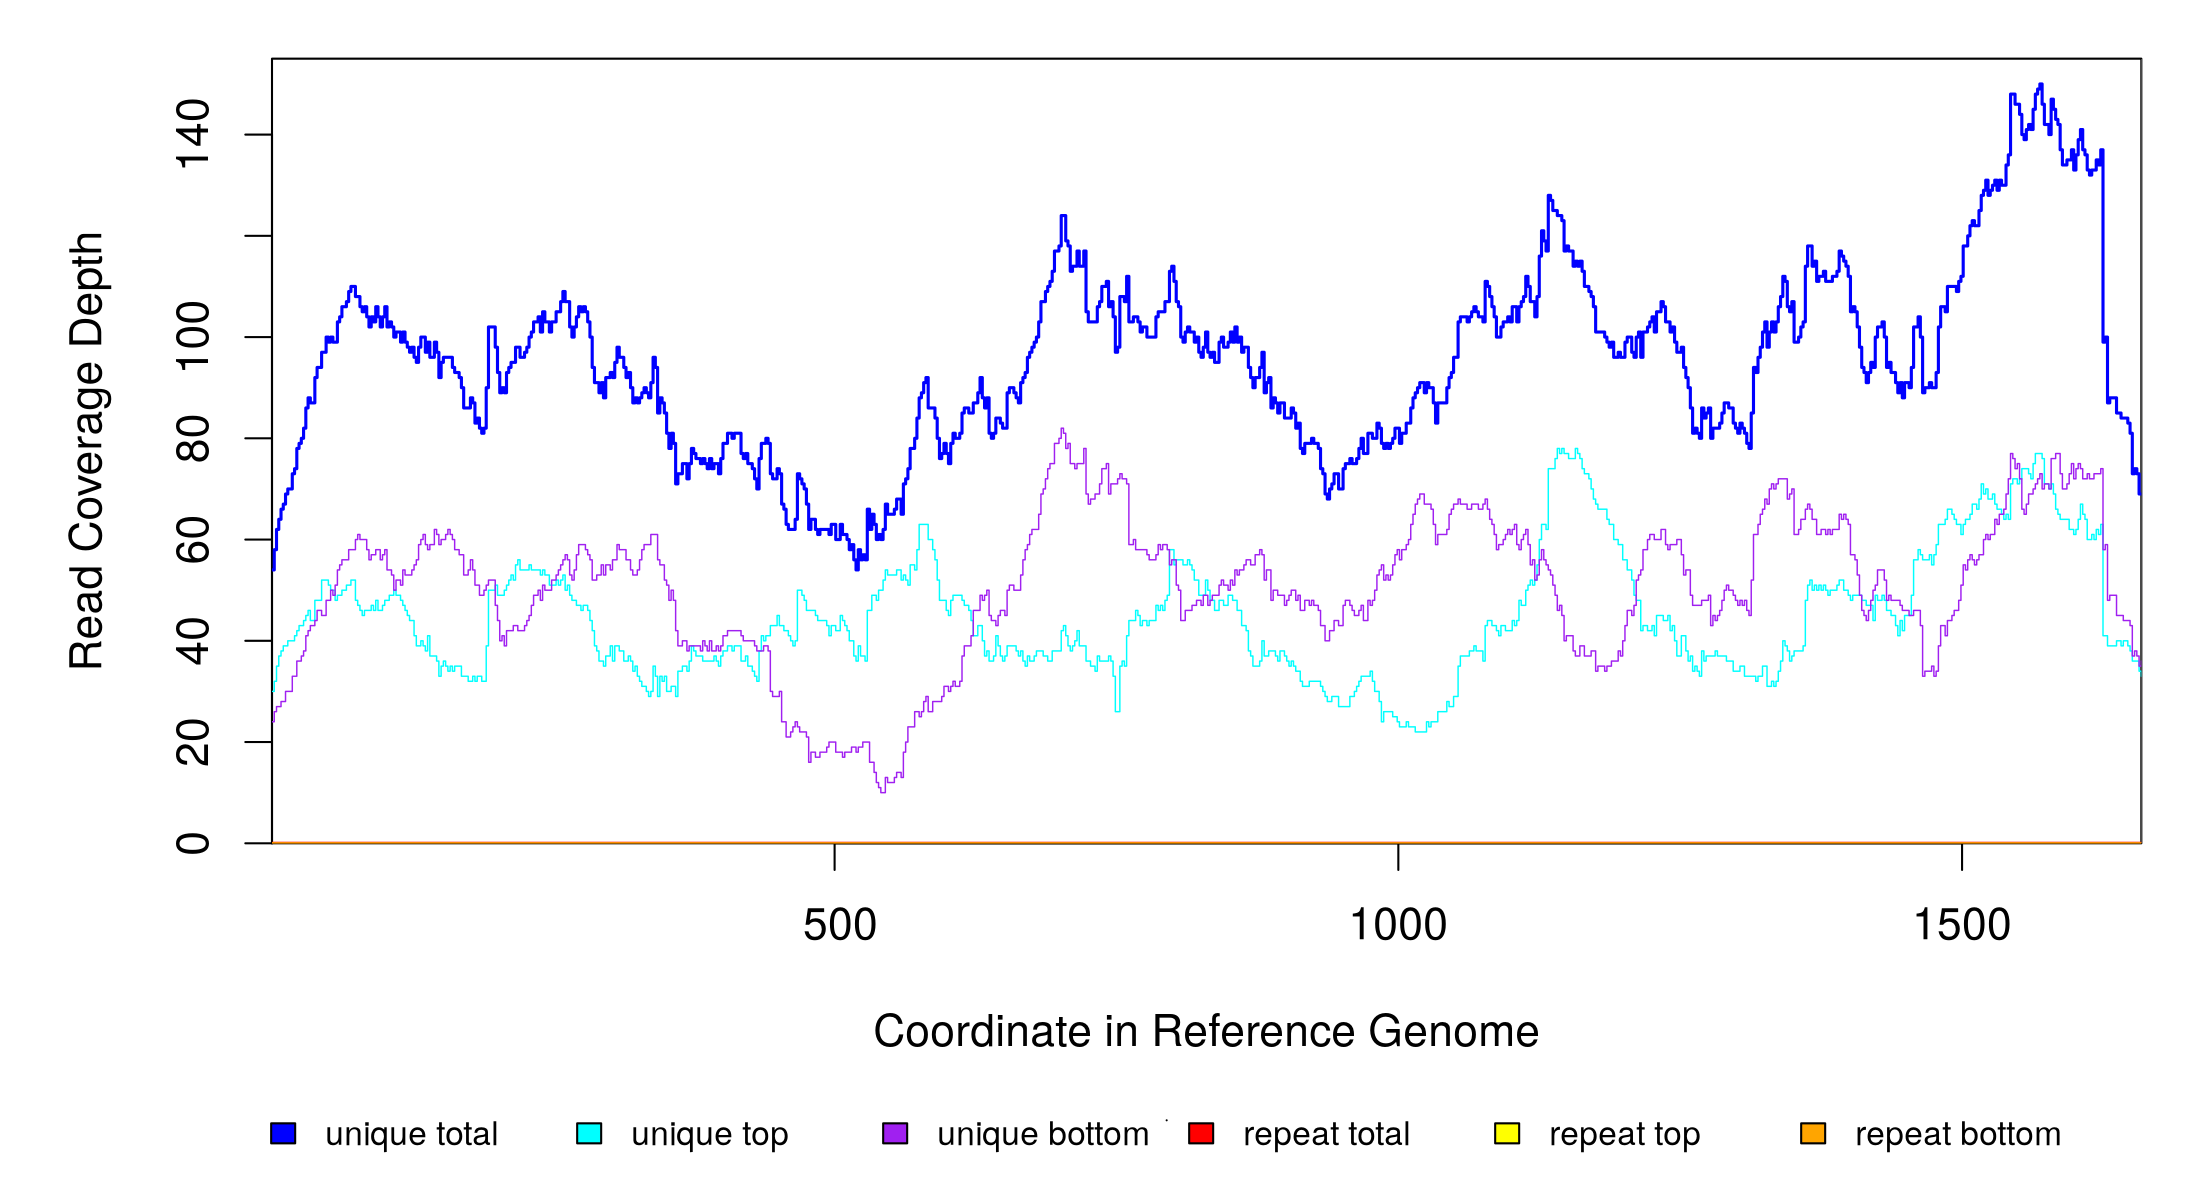 Read Coverage Depth
140
100
80
60
40
20
0
500 1000 1500
Coordinate in Reference Genome
unique total unique top unique bottom repeat total repeat top repeat bottom